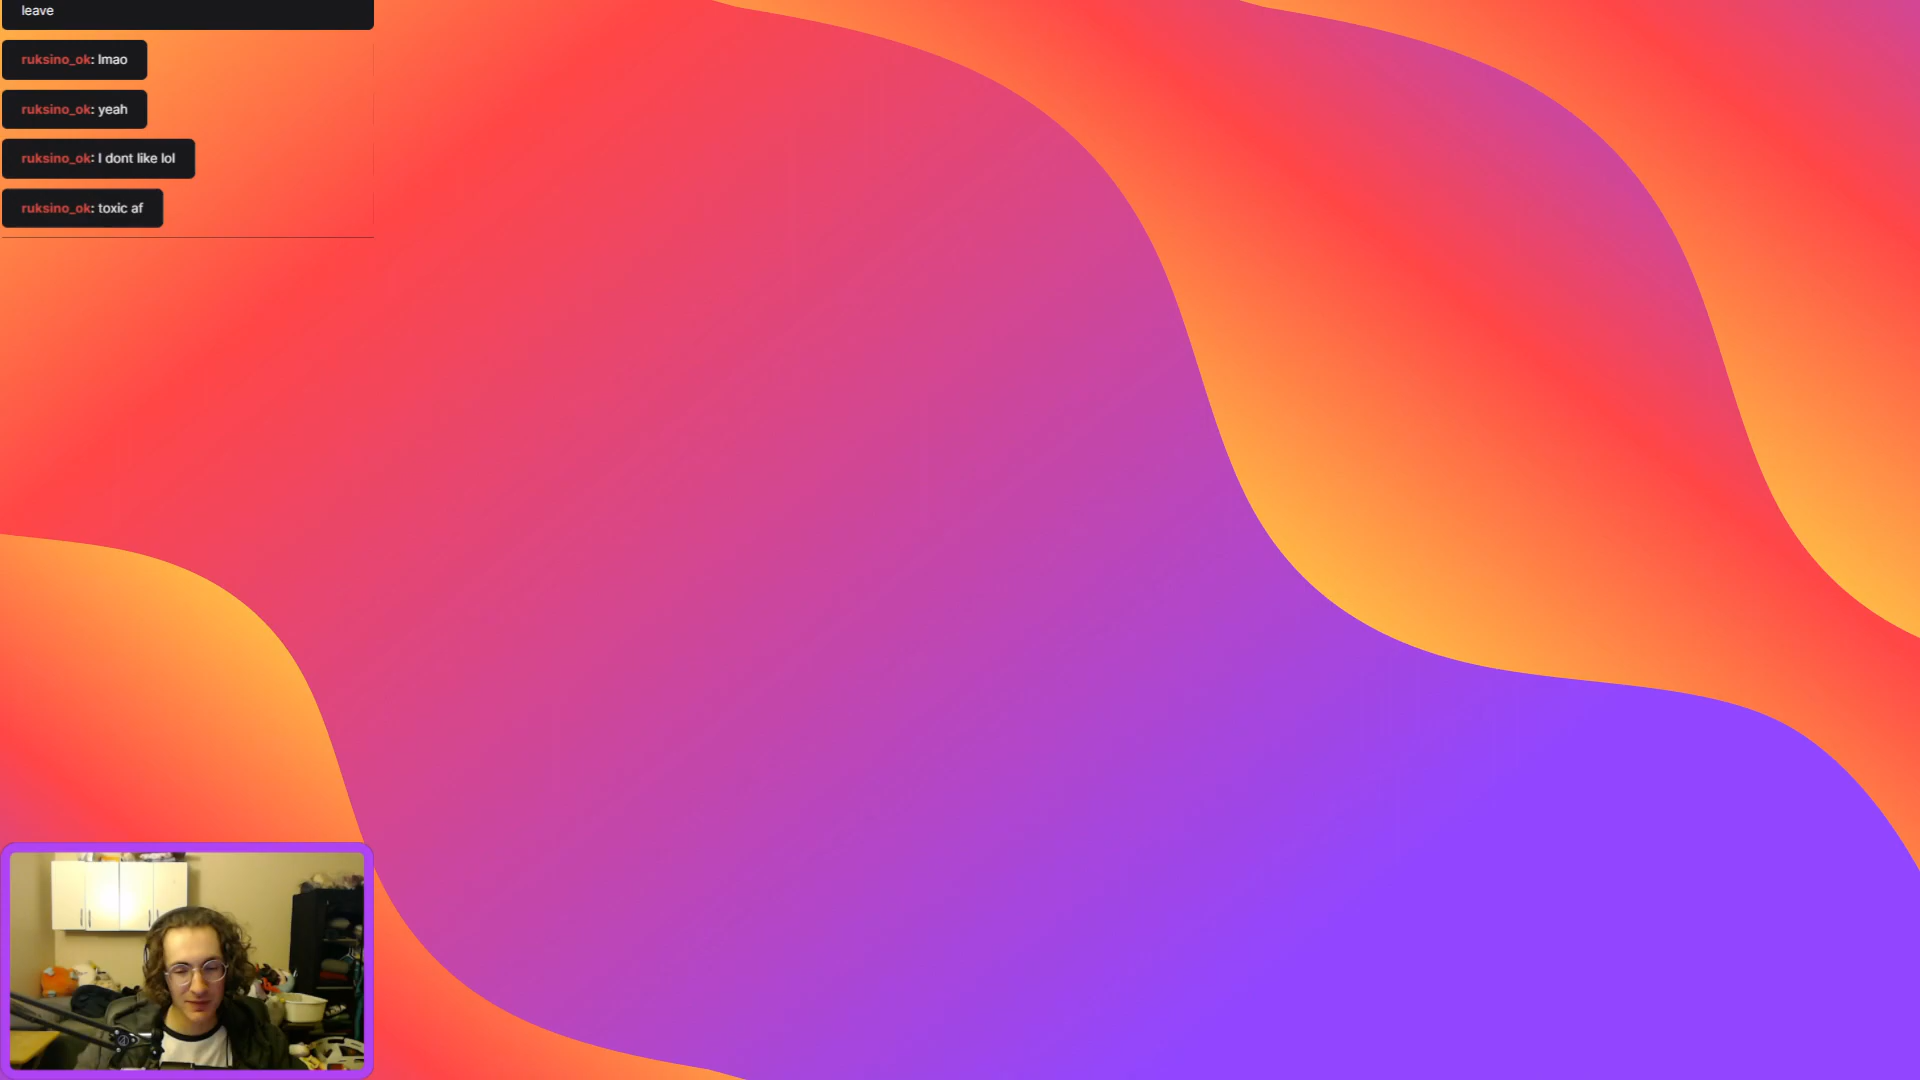 leave
ruksino_ok: lmao
ruksino_ok: yeah
ruksino_ok: I dont like lol
ruksino_ok: toxic af